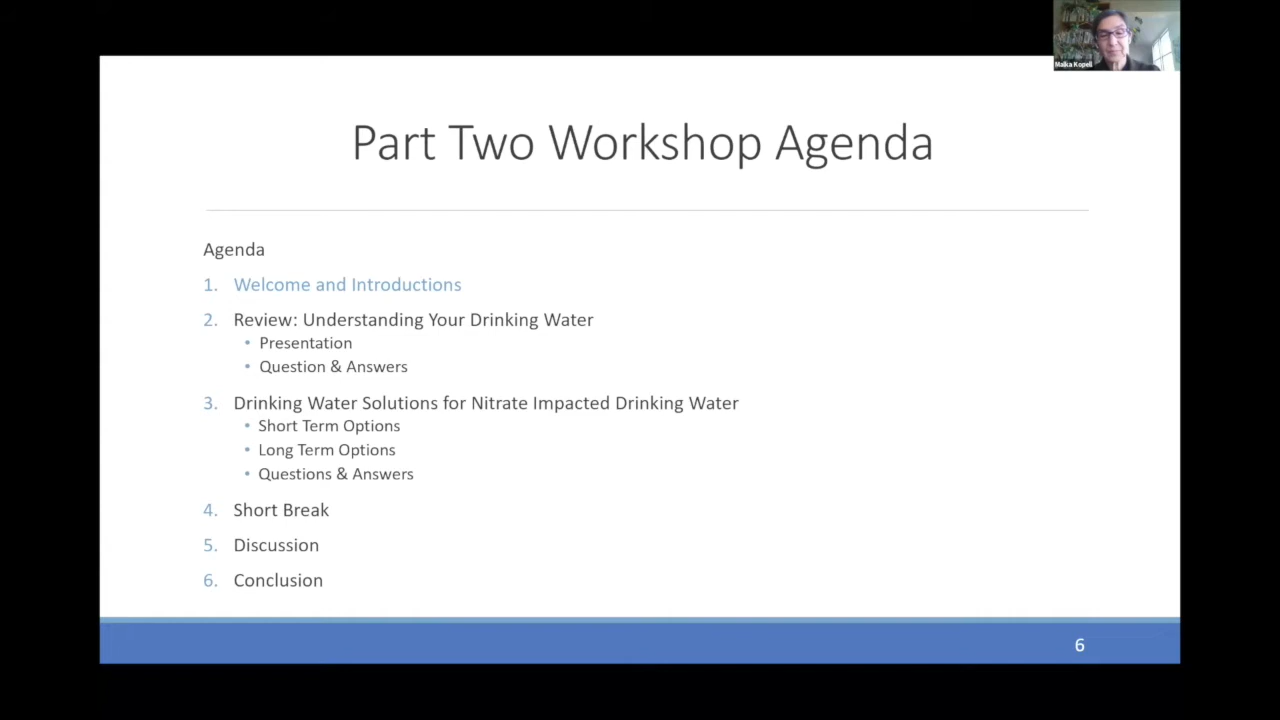 Malka Kopell
Part Two Workshop Agenda
Agenda
1. Welcome and Introductions
2. Review: Understanding Your Drinking Water
• Presentation
• Question & Answers
3. Drinking Water Solutions for Nitrate Impacted Drinking Water
• Short Term Options
• Long Term Options
• Questions & Answers
4. Short Break
5. Discussion
6. Conclusion
6